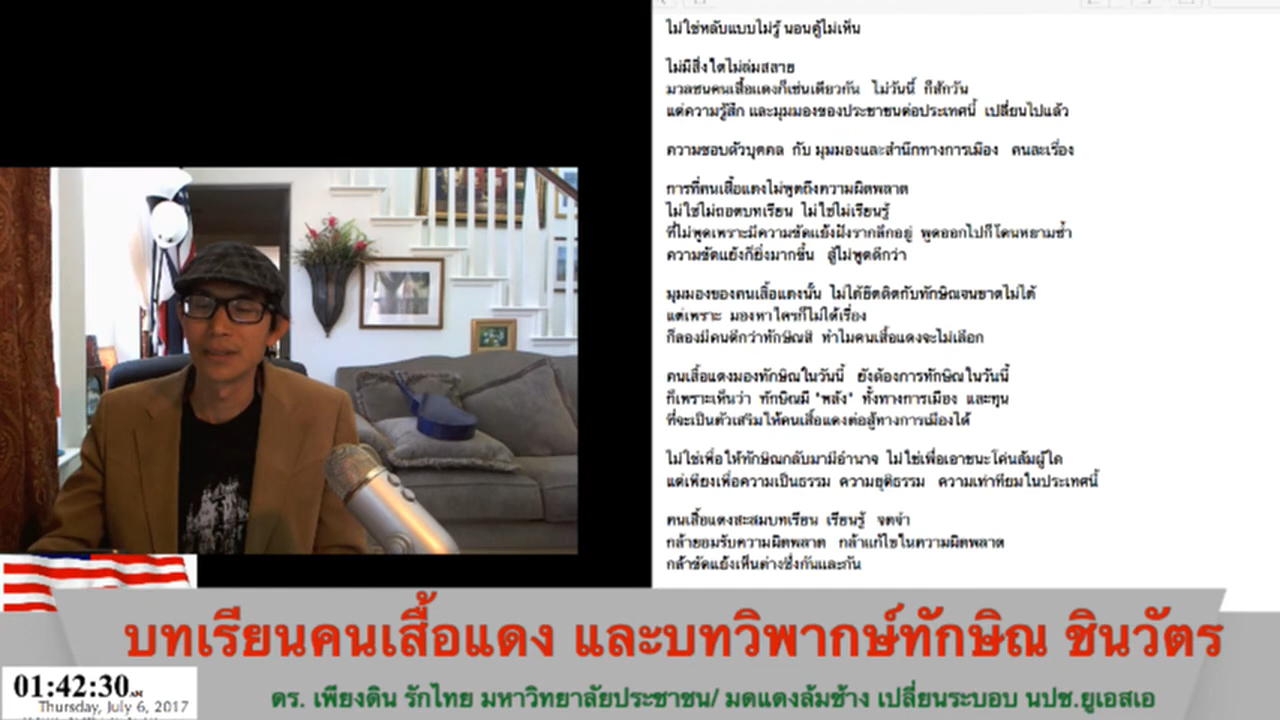 ไม่ใช่หลับแบบไม่รู้ นอนคู้ไม่เห็น
ไม่มีสิ่งใดไม่ล่มสลาย
มวลชนคนเสื้อแดงก็เช่นเดียวกัน ไม่วันนี้ ก็สักวัน
แต่ความรู้สึก และมุมมองของประชาชนต่อประเทศนี้ เปลี่ยนไปแล้ว
ความชอบตัวบุคคล กับ มุมมองและสำนึกทางการเมือง คนละเรื่อง
การที่คนเสื้อแดงไม่พูดถึงความผิดพลาด
ไม่ใช่ไม่ถอดบทเรียน ไม่ใช่ไม่เรียนรู้
ที่ไม่พูดเพราะมีความขัดแย้งฝังรากลึกอยู่ พูดออกไปก็โดนหยามซ้ำ
ความขัดแย้งก็ยิ่งมากขึ้น สู้ไม่พูดดีกว่า
มุมมองของคนเสื้อแดงนั้น ไม่ได้ยึดติดกับทักษิณจนขาดไม่ได้
แต่เพราะ มองหาใครก็ไม่ได้เรื่อง
ก็ลองมีคนดีกว่าทักษิณสิ ทำไมคนเสื้อแดงจะไม่เลือก
คนเสื้อแดงมองทักษิณในวันนี้ ยังต้องการทักษิณในวันนี้
ก็เพราะเห็นว่า ทักษิณมี "พลัง" ทั้งทางการเมือง และทุน
ที่จะเป็นตัวเสริมให้คนเสื้อแดงต่อสู้ทางการเมืองได้
ไม่ใช่เพื่อให้ทักษิณกลับมามีอำนาจ ไม่ใช่เพื่อเอาชนะโค่นล้มผู้ใด
แต่เพียงเพื่อความเป็นธรรม ความยุติธรรม ความเท่าเทียมในประเทศนี้
คนเสื้อแดงสะสมบทเรียน เรียนรู้ จดจำ
กล้ายอมรับความผิดพลาด กล้าแก้ไขในความผิดพลาด
กล้าขัดแย้งเห็นต่างซึ่งกันและกัน
บทเรียนคนเสื้อแดง และบทวิพากษ์ทักษิณ ชินวัตร
01:42:30 AM
Thursday, July 6, 2017
ดร. เพียงดิน รักไทย มหาวิทยาลัยประชาชน/ มดแดงล้มช้าง เปลี่ยนระบอบ นปช.ยูเอสเอ